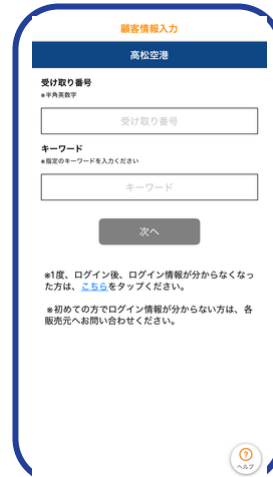 顧客情報入力
高松空港
受け取り番号
※半角英数字
受け取り番号
キーワード
※指定のキーワードを入力ください
キーワード
次へ
※1度、ログイン後、ログイン情報が分からなくなっ
た方は、こちらをタップください。
※初めての方でログイン情報が分からない方は、各
販売元へお問い合わせください。
?
ヘルプ